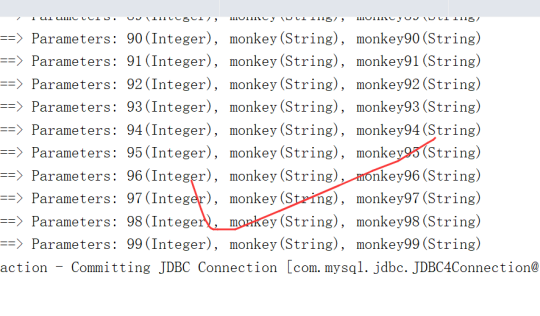 ==> Parameters: 89(Integer), monkey(String), monkey89(String)
==> Parameters: 90(Integer), monkey(String), monkey90(String)
==> Parameters: 91(Integer), monkey(String), monkey91(String)
==> Parameters: 92(Integer), monkey(String), monkey92(String)
==> Parameters: 93(Integer), monkey(String), monkey93(String)
==> Parameters: 94(Integer), monkey(String), monkey94(String)
==> Parameters: 95(Integer), monkey(String), monkey95(String)
==> Parameters: 96(Integer), monkey(String), monkey96(String)
==> Parameters: 97(Integer), monkey(String), monkey97(String)
==> Parameters: 98(Integer), monkey(String), monkey98(String)
==> Parameters: 99(Integer), monkey(String), monkey99(String)
action - Committing JDBC Connection [com.mysql.jdbc.JDBC4Connection@